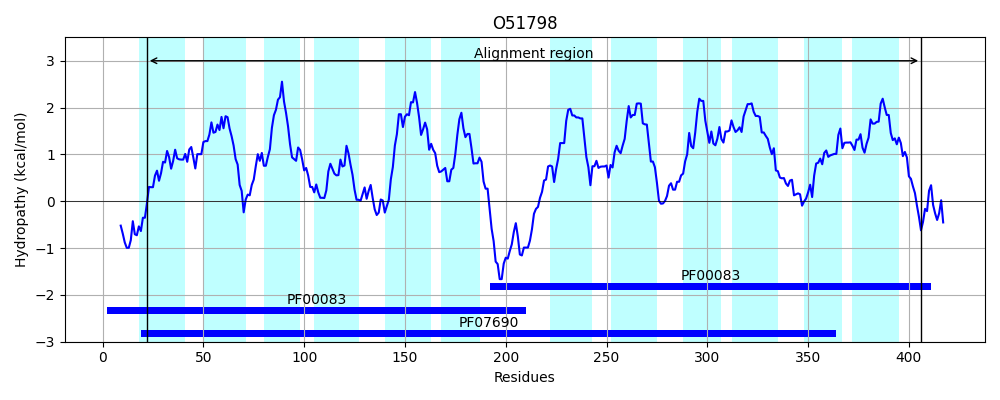 O51798
Hydropathy (kcal/mol)
3
2
1
0
−1
−2
−3
Alignment region
PF00083
PF00083
PF07690
0 50 100 150 200 250 300 350 400
Residues